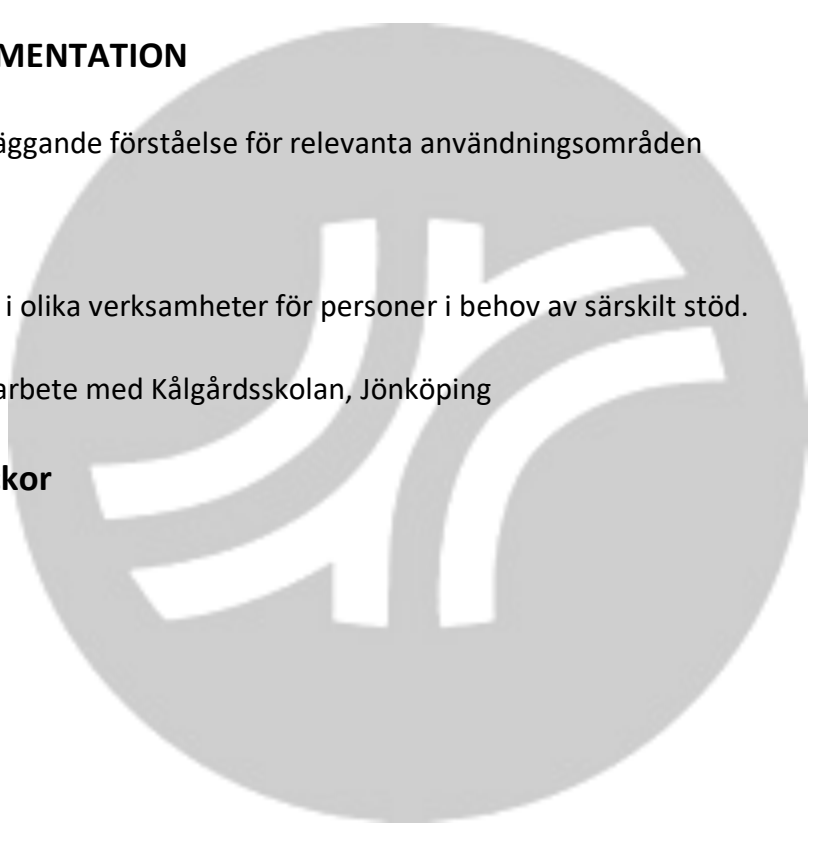 MENTATION
äggande förståelse för relevanta användningsområden
i olika verksamheter för personer i behov av särskilt stöd.
arbete med Kålgårdsskolan, Jönköping
kor